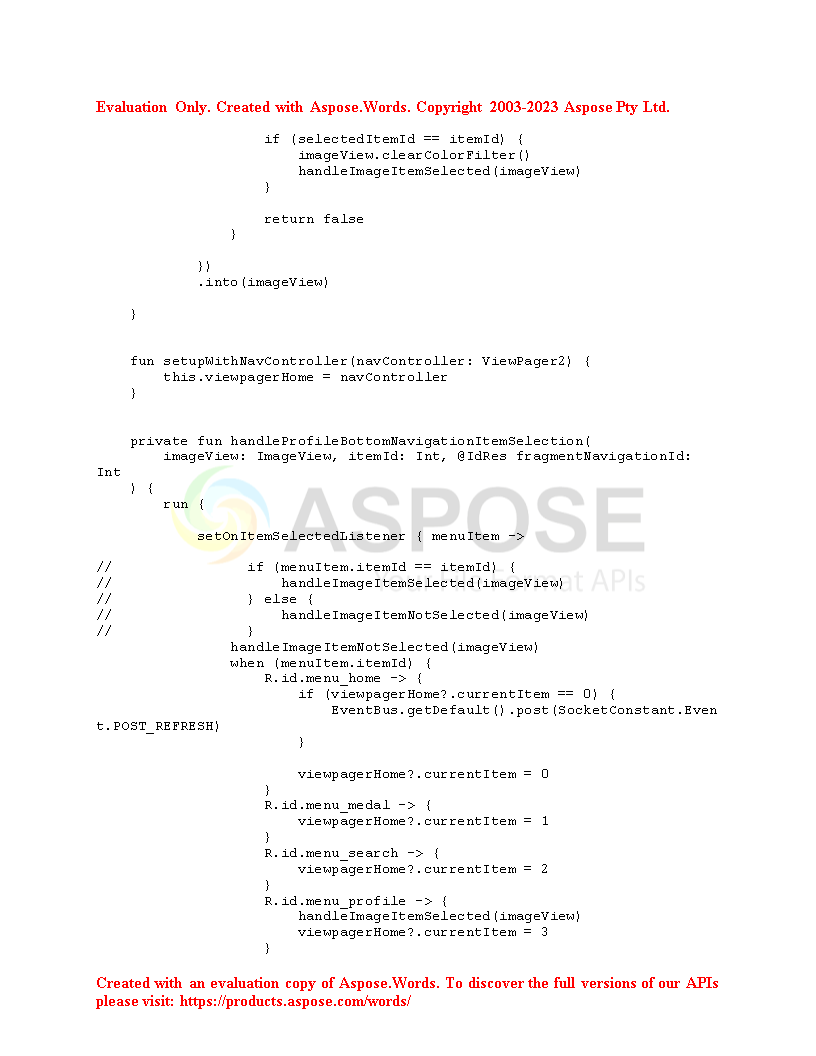 Evaluation Only. Created with Aspose.Words. Copyright 2003-2023 Aspose Pty Ltd.
                    if (selectedItemId == itemId) {
                        imageView.clearColorFilter()
                        handleImageItemSelected(imageView)
                    }

                    return false
                }

            })
            .into(imageView)

    }


    fun setupWithNavController(navController: ViewPager2) {
        this.viewpagerHome = navController
    }


    private fun handleProfileBottomNavigationItemSelection(
        imageView: ImageView, itemId: Int, @IdRes fragmentNavigationId:
Int
    ) {
        run {
ASPOSE
            setOnItemSelectedListener { menuItem ->

//                if (menuItem.itemId == itemId) {
//                    handleImageItemSelected(imageView)
//                } else {
//                    handleImageItemNotSelected(imageView)
//                }
                handleImageItemNotSelected(imageView)
                when (menuItem.itemId) {
                    R.id.menu_home -> {
                        if (viewpagerHome?.currentItem == 0) {
                            EventBus.getDefault().post(SocketConstant.Even
t.POST_REFRESH)
                        }

                        viewpagerHome?.currentItem = 0
                    }
                    R.id.menu_medal -> {
                        viewpagerHome?.currentItem = 1
                    }
                    R.id.menu_search -> {
                        viewpagerHome?.currentItem = 2
                    }
                    R.id.menu_profile -> {
                        handleImageItemSelected(imageView)
                        viewpagerHome?.currentItem = 3
                    }
Created with an evaluation copy of Aspose.Words. To discover the full versions of our APIs
please visit: https://products.aspose.com/words/